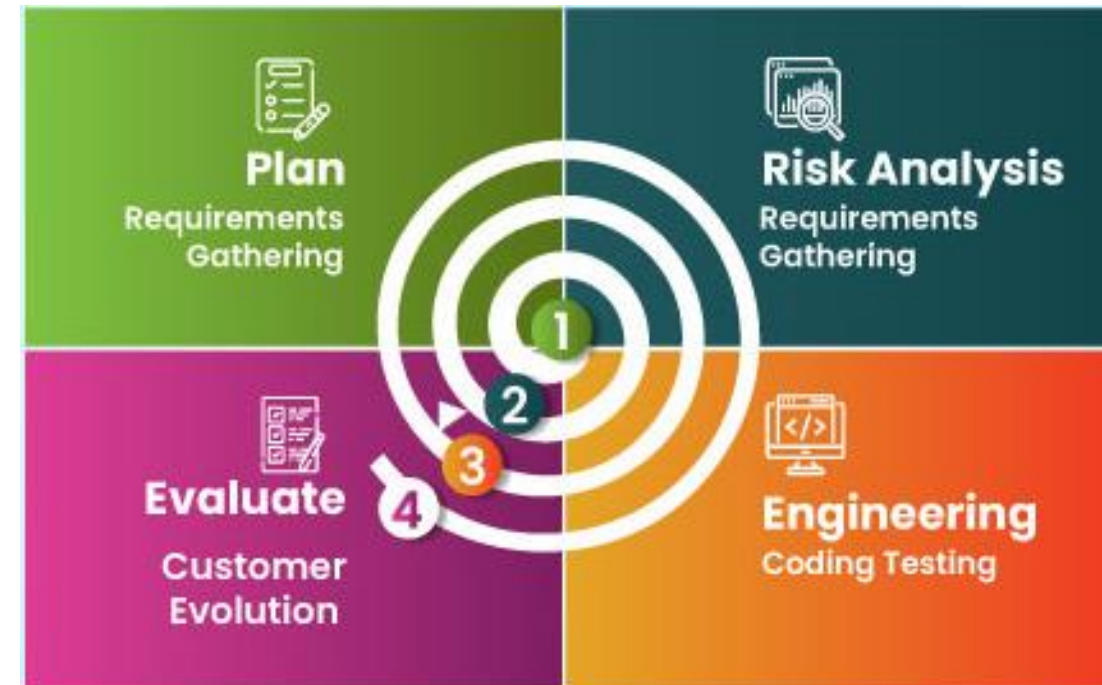 Plan
Requirements
Gathering
Risk Analysis
Requirements
Gathering
1
2
3
4
Evaluate
Customer
Evolution
</>
Engineering
Coding Testing